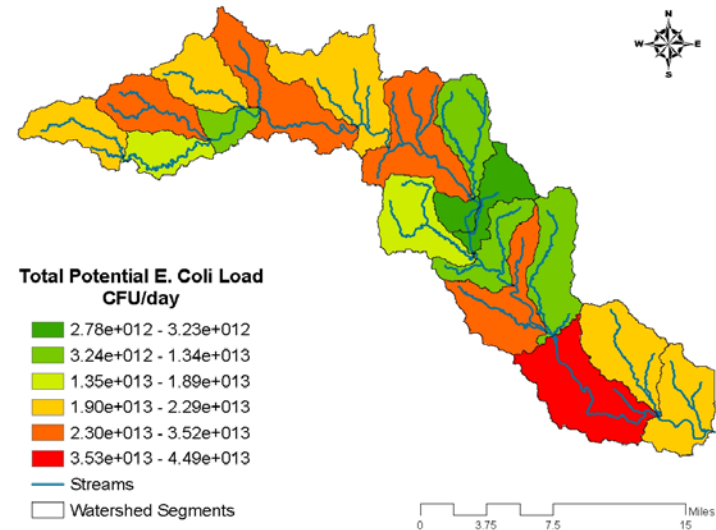 N
W E
S
Total Potential E. Coli Load
CFU/day
2.78e+012 - 3.23e+012
3.24e+012 - 1.34e+013
1.35e+013 - 1.89e+013
1.90e+013 - 2.29e+013
2.30e+013 - 3.52e+013
3.53e+013 - 4.49e+013
Streams
Watershed Segments
Miles
0 3.75 7.5 15